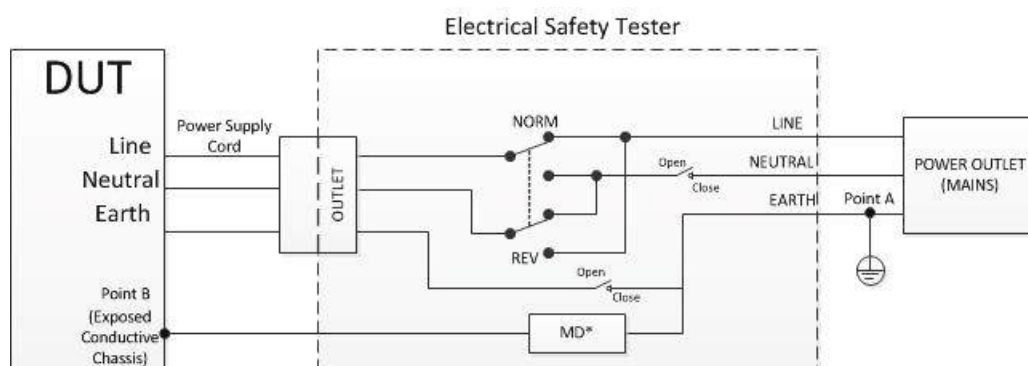 Electrical Safety Tester
DUT
Line
Neutral
Earth
Power Supply
Cord
OUTLET
NORM
REV
LINE
NEUTRAL
EARTH
Open
Close
Open
Close
Point A
POWER OUTLET
(MAINS)
Point B
(Exposed
Conductive
Chassis)
MD*